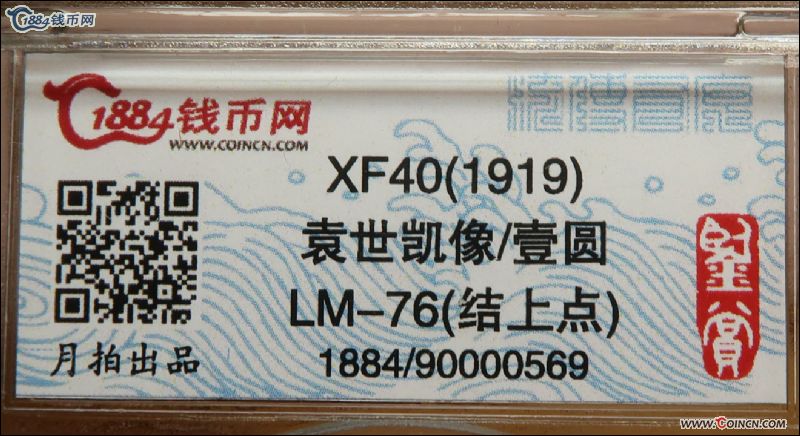 1884钱币网
1884钱币网
WWW.COINCN.COM
XF40(1919)
袁世凯像/壹圆
LM-76(结上点)
1884/90000569
月拍出品
鉴赏
www.COINCN.com